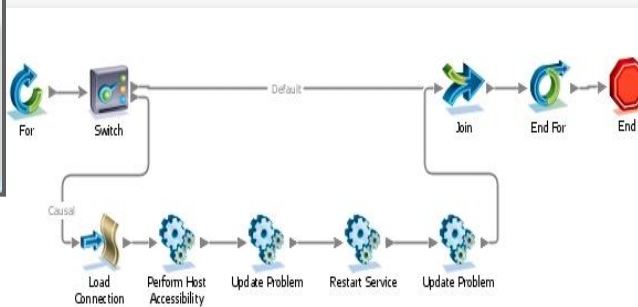 Default
For
Switch
Join
End For
End
Causal
Load
Connection
Perform Host
Accessibility
Update Problem
Restart Service
Update Problem